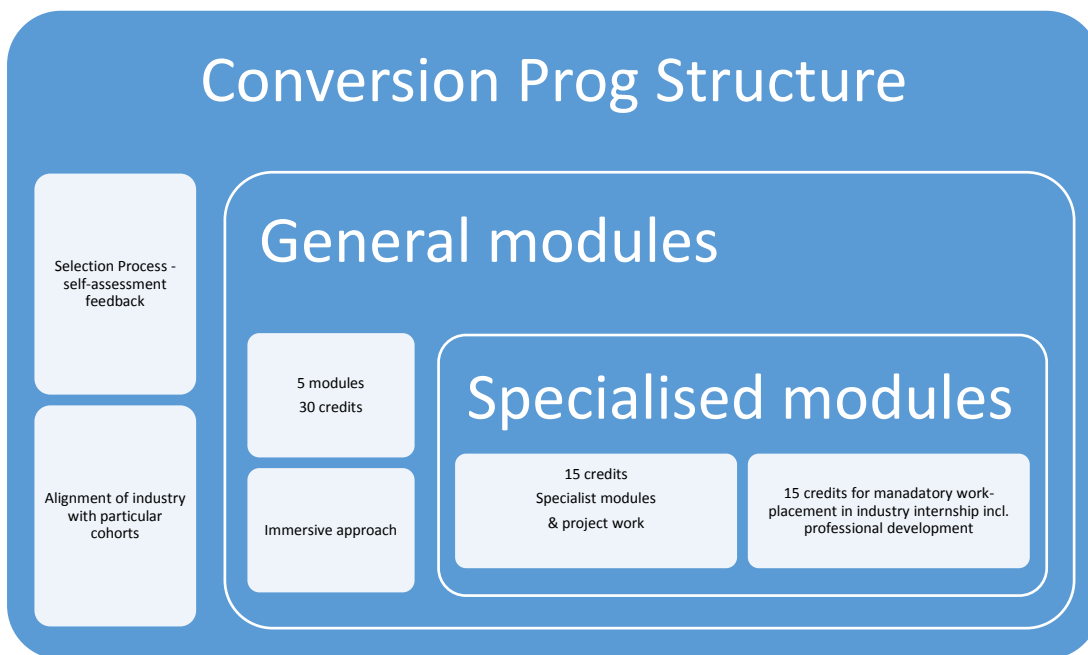 Conversion Prog Structure
Selection Process -
self-assessment
feedback
Alignment of industry
with particular
cohorts
General modules
5 modules
30 credits
Immersive approach
Specialised modules
15 credits
Specialist modules
& project work
15 credits for manadatory work-
placement in industry internship incl.
professional development